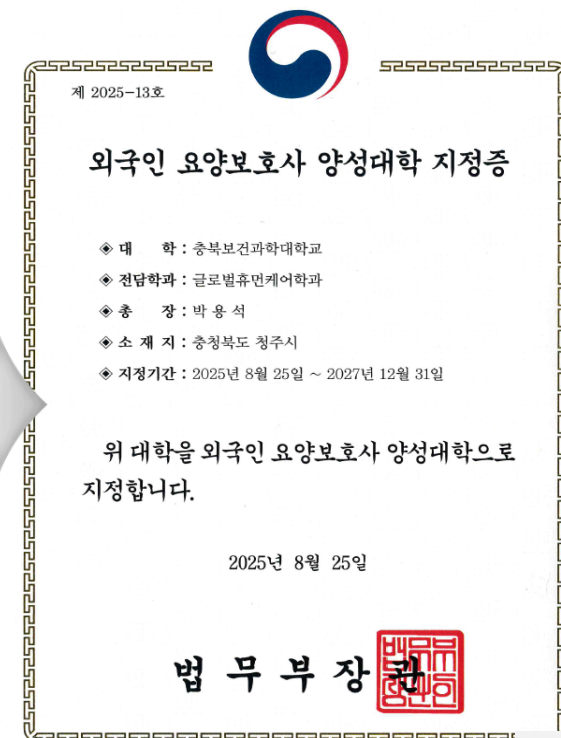 제 2025-13호
외국인 요양보호사 양성대학 지정증
◈ 대 학 : 충북보건과학대학교
◈ 전담학과 : 글로벌휴먼케어학과
◈ 총 장 : 박 용 석
◈ 소 재 지 : 충청북도 청주시
◈ 지정기간 : 2025년 8월 25일 ~ 2027년 12월 31일
위 대학을 외국인 요양보호사 양성대학으로
지정합니다.
2025년 8월 25일
법 무 부 장 관